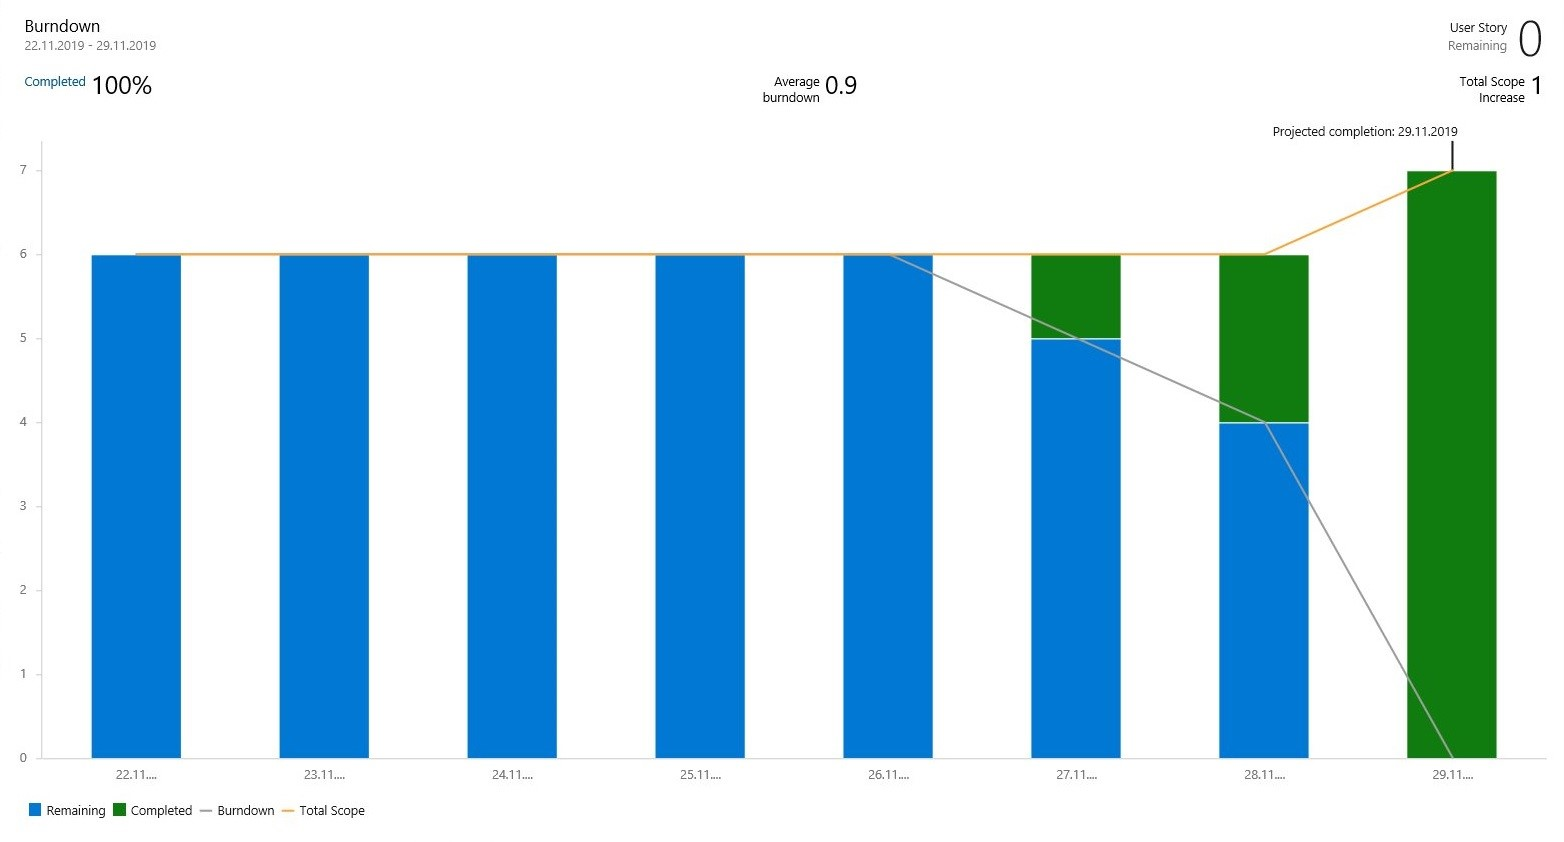 Burndown
22.11.2019 - 29.11.2019
User Story
Remaining
0
Completed 100%
Average
burndown
0.9
Total Scope
Increase
1
Projected completion: 29.11.2019
7
6
5
4
3
2
1
0
22.11.... 23.11.... 24.11.... 25.11.... 26.11.... 27.11.... 28.11.... 29.11....
Remaining Completed Burndown Total Scope